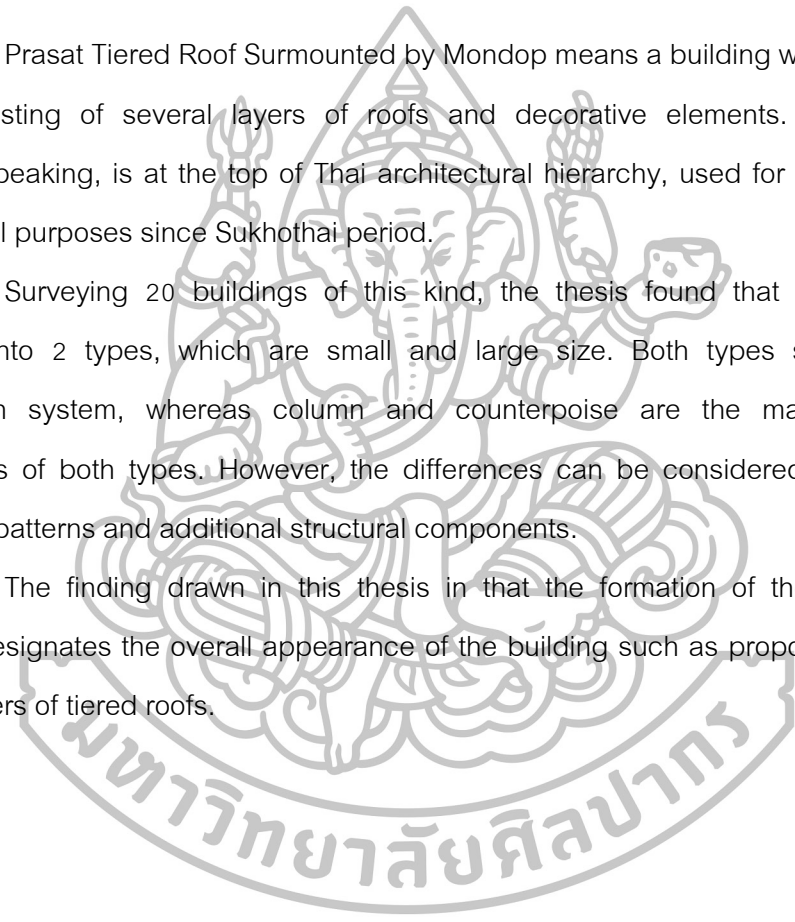 Prasat Tiered Roof Surmounted by Mondop means a building w
sting of several layers of roofs and decorative elements.
peaking, is at the top of Thai architectural hierarchy, used for
l purposes since Sukhothai period.
Surveying 20 buildings of this kind, the thesis found that
nto 2 types, which are small and large size. Both types s
n system, whereas column and counterpoise are the ma
s of both types. However, the differences can be considered
patterns and additional structural components.
The finding drawn in this thesis in that the formation of th
esignates the overall appearance of the building such as propo
ers of tiered roofs.
มหาวิทยาลัยศิลปากร